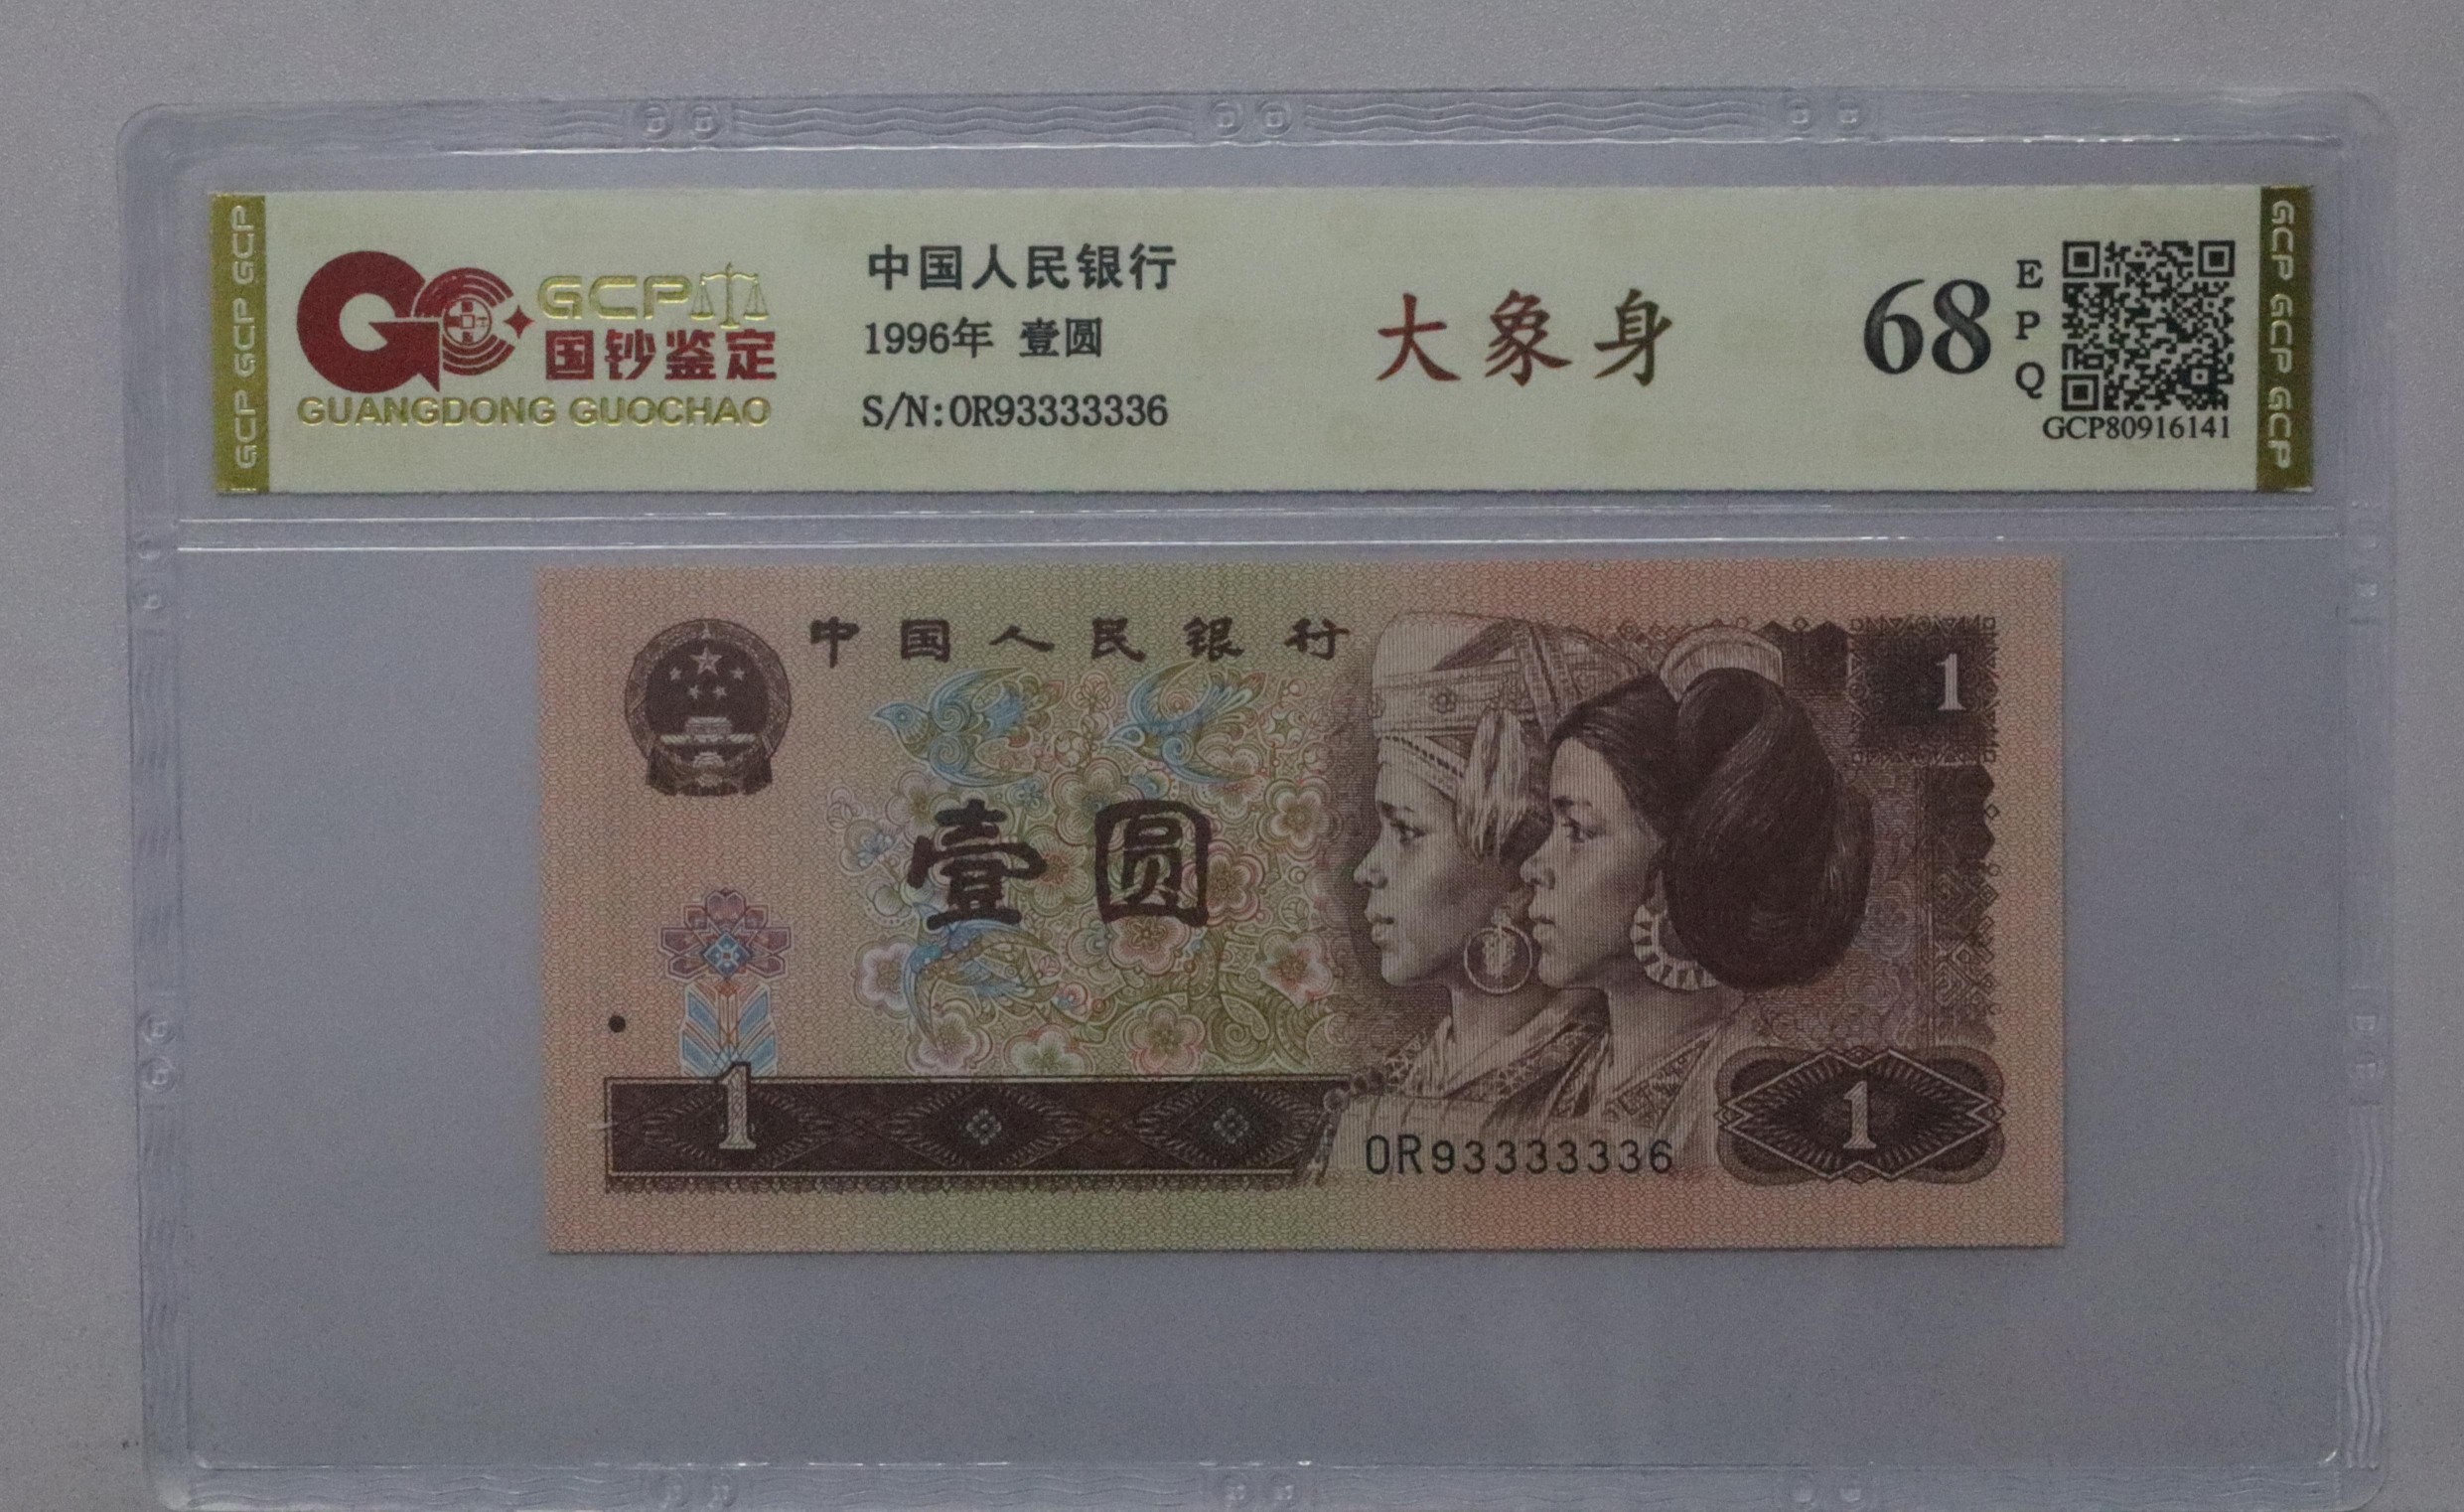 GCP GCP GCP
GCP
国钞鉴定
GUANGDONG GUOCHAO
中国人民银行
1996年 壹圆
S/N:OR93333336
大象身
68
E
P
Q
GCP80916141
GCP GCP GCP
中国人民银行
1
壹圆
1
OR93333336
1